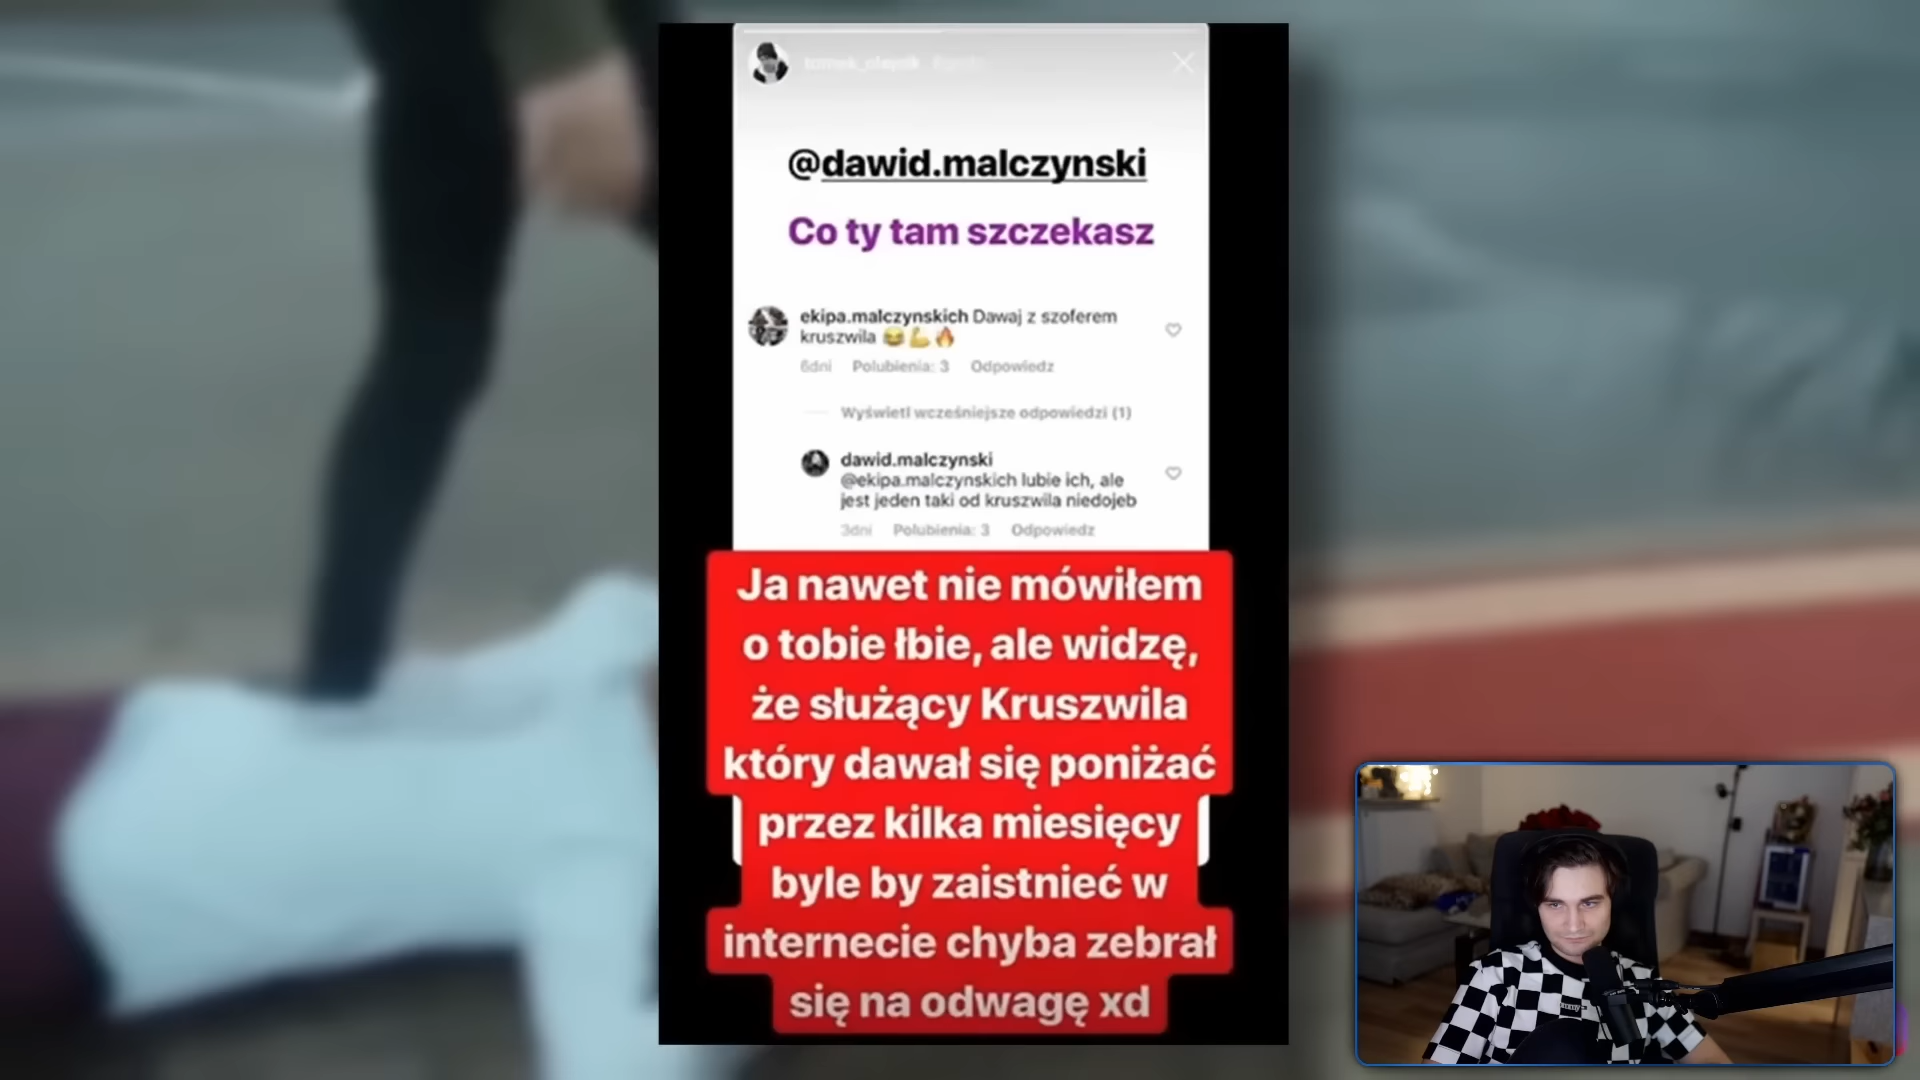 @dawid.malczynski
Co ty tam szczekasz
ekipa.malczynskich Dawaj z szoferem
kruszwila 😂💪🔥
6dni Polubienia: 3 Odpowiedz
Wyświetl wcześniejsze odpowiedzi (1)
dawid.malczynski
@ekipa.malczynskich lubie ich, ale
jest jeden taki od kruszwila niedojeb
3dni Polubienia: 3 Odpowiedz
Ja nawet nie mówiłem
o tobie łbie, ale widzę,
że służący Kruszwila
który dawał się poniżać
przez kilka miesięcy
byle by zaistnieć w
internecie chyba zebrał
się na odwagę xd